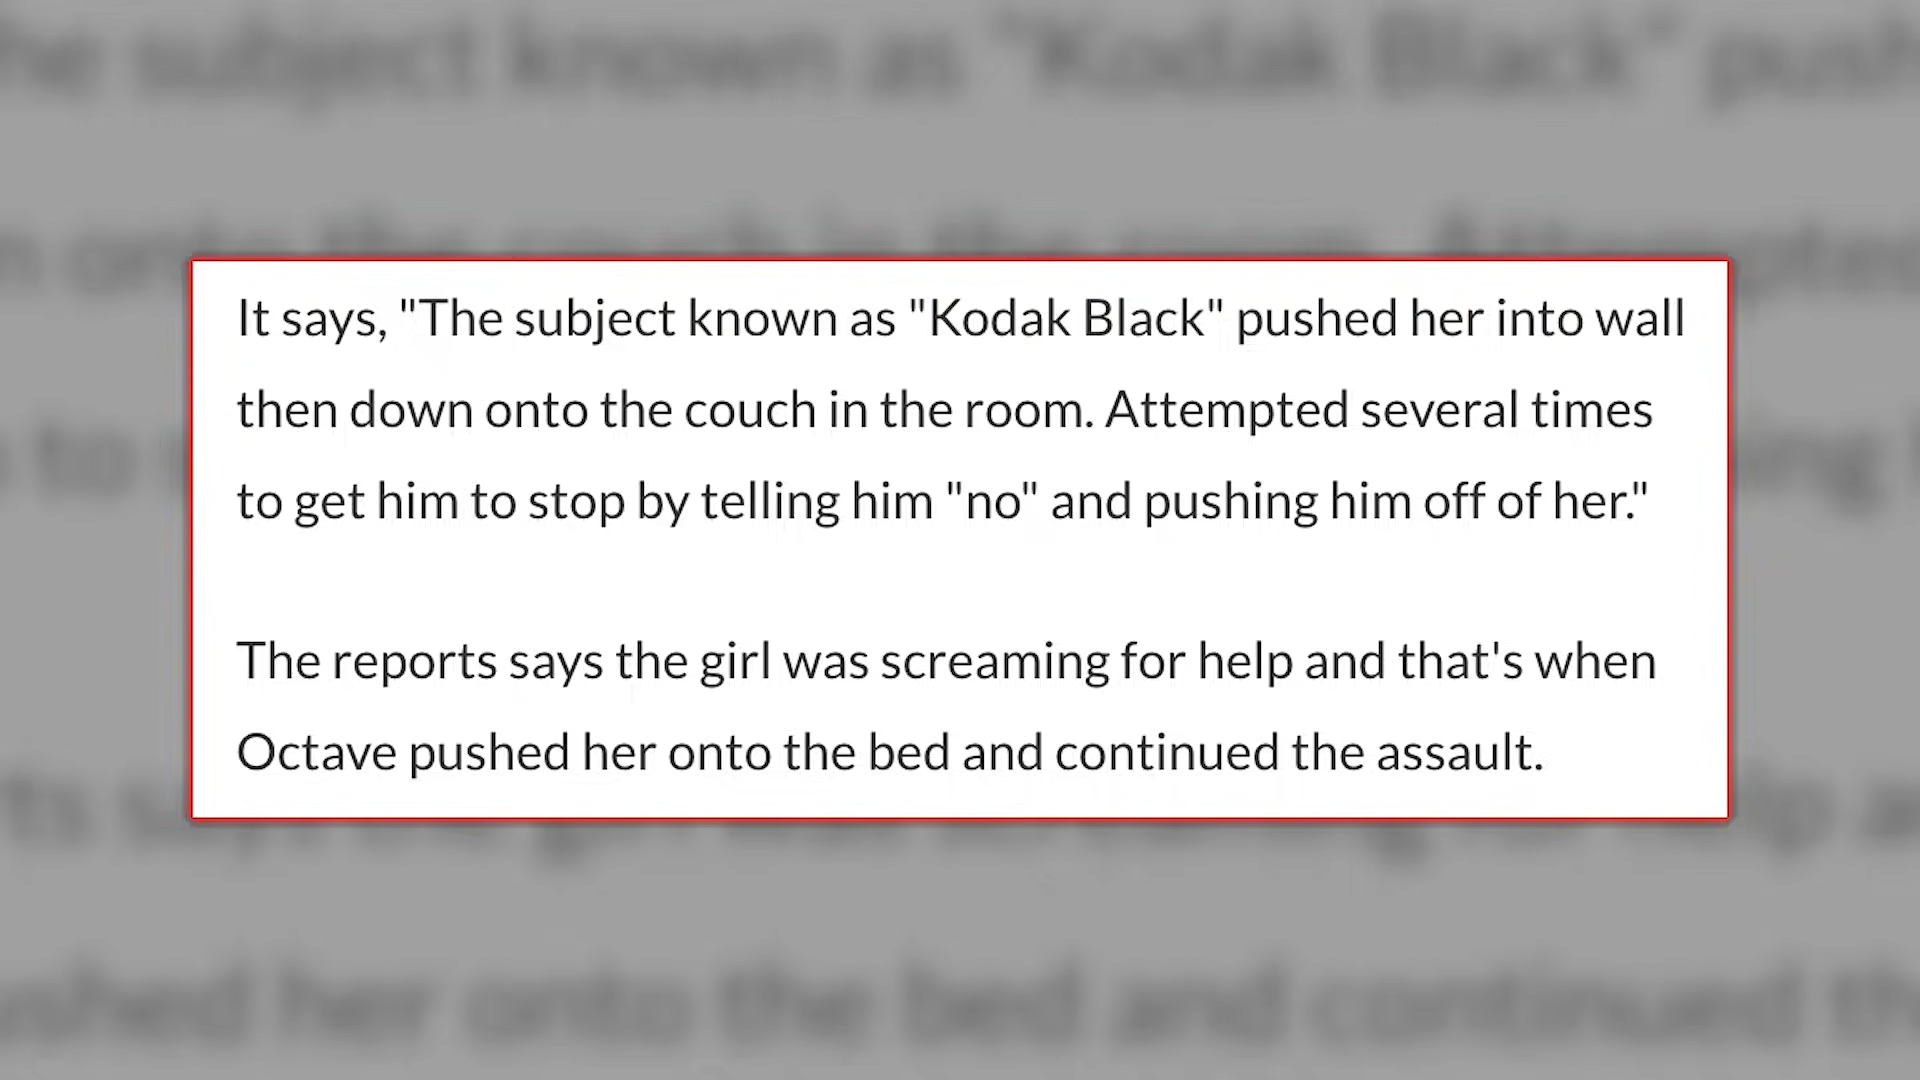 It says, "The subject known as "Kodak Black" pushed her into wall
then down onto the couch in the room. Attempted several times
to get him to stop by telling him "no" and pushing him off of her."
The reports says the girl was screaming for help and that's when
Octave pushed her onto the bed and continued the assault.